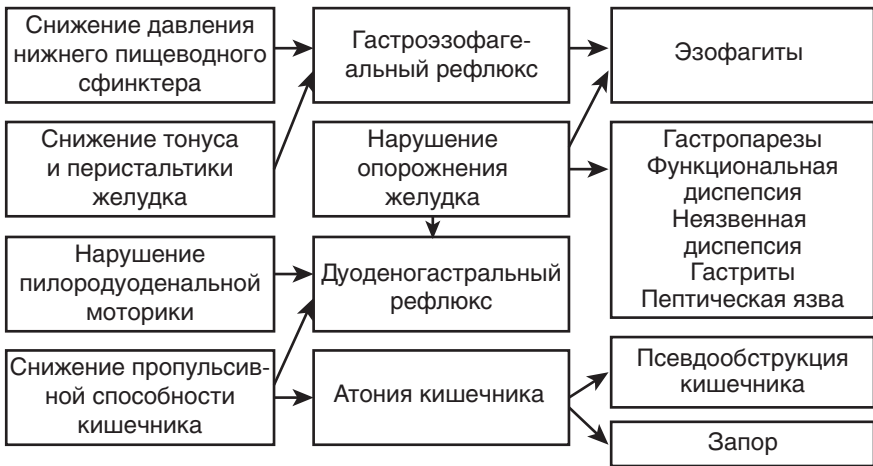 Снижение давления
нижнего пищеводного
сфинктера
Гастроэзофаге-
альный рефлюкс
Эзофагиты
Снижение тонуса
и перистальтики
желудка
Нарушение
опорожнения
желудка
Гастропарезы
Функциональная
диспепсия
Неязвенная
диспепсия
Гастриты
Пептическая язва
Нарушение
пилородуоденальной
моторики
Дуоденогастральный
рефлюкс
Снижение пропульсив-
ной способности
кишечника
Атония кишечника
Псевдообструкция
кишечника
Запор